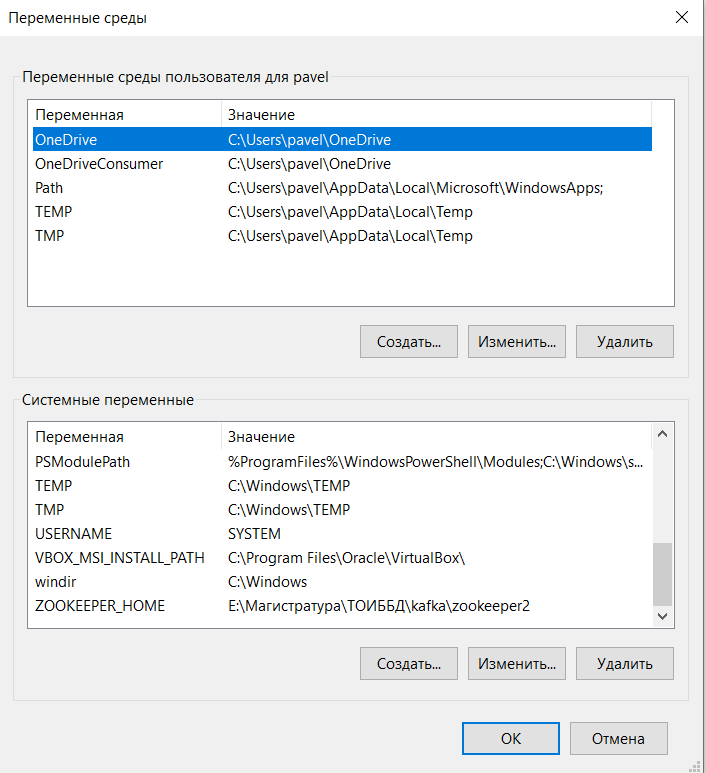 Переменные среды
Переменные среды пользователя для pavel
Переменная Значение
OneDrive C:\Users\pavel\OneDrive
OneDriveConsumer C:\Users\pavel\OneDrive
Path C:\Users\pavel\AppData\Local\Microsoft\WindowsApps;
TEMP C:\Users\pavel\AppData\Local\Temp
TMP C:\Users\pavel\AppData\Local\Temp
Создать... Изменить... Удалить
Системные переменные
Переменная Значение
PSModulePath %ProgramFiles%\WindowsPowerShell\Modules;C:\Windows\s...
TEMP C:\Windows\TEMP
TMP C:\Windows\TEMP
USERNAME SYSTEM
VBOX_MSI_INSTALL_PATH C:\Program Files\Oracle\VirtualBox\
windir C:\Windows
ZOOKEEPER_HOME E:\Магистратура\ТОИББД\kafka\zookeeper2
Создать... Изменить... Удалить
ОК Отмена